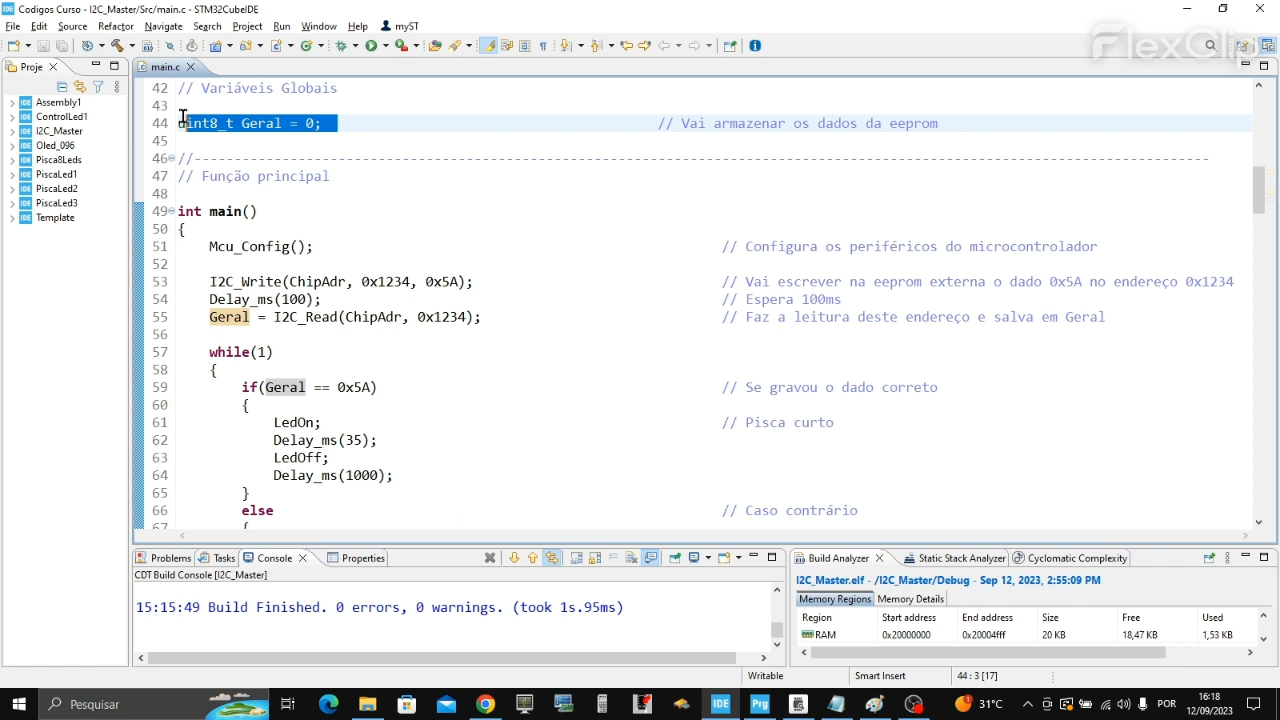 Codigos Curso - I2C_Master/Src/main.c - STM32CubeIDE
File Edit Source Refactor Navigate Search Project Run Window Help myST
FlexClip
Proje
main.c
Assembly1
ControlLed1
I2C_Master
Oled_096
Pisca8Leds
PiscaLed1
PiscaLed2
PiscaLed3
Template
42 // Variáveis Globais
43
44 uint8_t Geral = 0; // Vai armazenar os dados da eeprom
45
46 //-------------------------------------------------------------------------------------------------------------------------------
47 // Função principal
48
49 int main()
50 {
51 Mcu_Config(); // Configura os periféricos do microcontrolador
52
53 I2C_Write(ChipAdr, 0x1234, 0x5A); // Vai escrever na eeprom externa o dado 0x5A no endereço 0x1234
54 Delay_ms(100); // Espera 100ms
55 Geral = I2C_Read(ChipAdr, 0x1234); // Faz a leitura deste endereço e salva em Geral
56
57 while(1)
58 {
59 if(Geral == 0x5A) // Se gravou o dado correto
60 {
61 LedOn; // Pisca curto
62 Delay_ms(35);
63 LedOff;
64 Delay_ms(1000);
65 }
66 else // Caso contrário
67 {
Problems Tasks Console Properties
CDT Build Console [I2C_Master]
15:15:49 Build Finished. 0 errors, 0 warnings. (took 1s.95ms)
Build Analyzer Static Stack Analyzer Cyclomatic Complexity
I2C_Master.elf - /I2C_Master/Debug - Sep 12, 2023, 2:55:09 PM
Memory Regions Memory Details
Region Start address End address Size Free Used
RAM 0x20000000 0x20004fff 20 KB 18,47 KB 1,53 KB
Writable Smart Insert 44 : 3 [17]
Pesquisar
IDE Prg
31°C
POR
16:18
12/09/2023